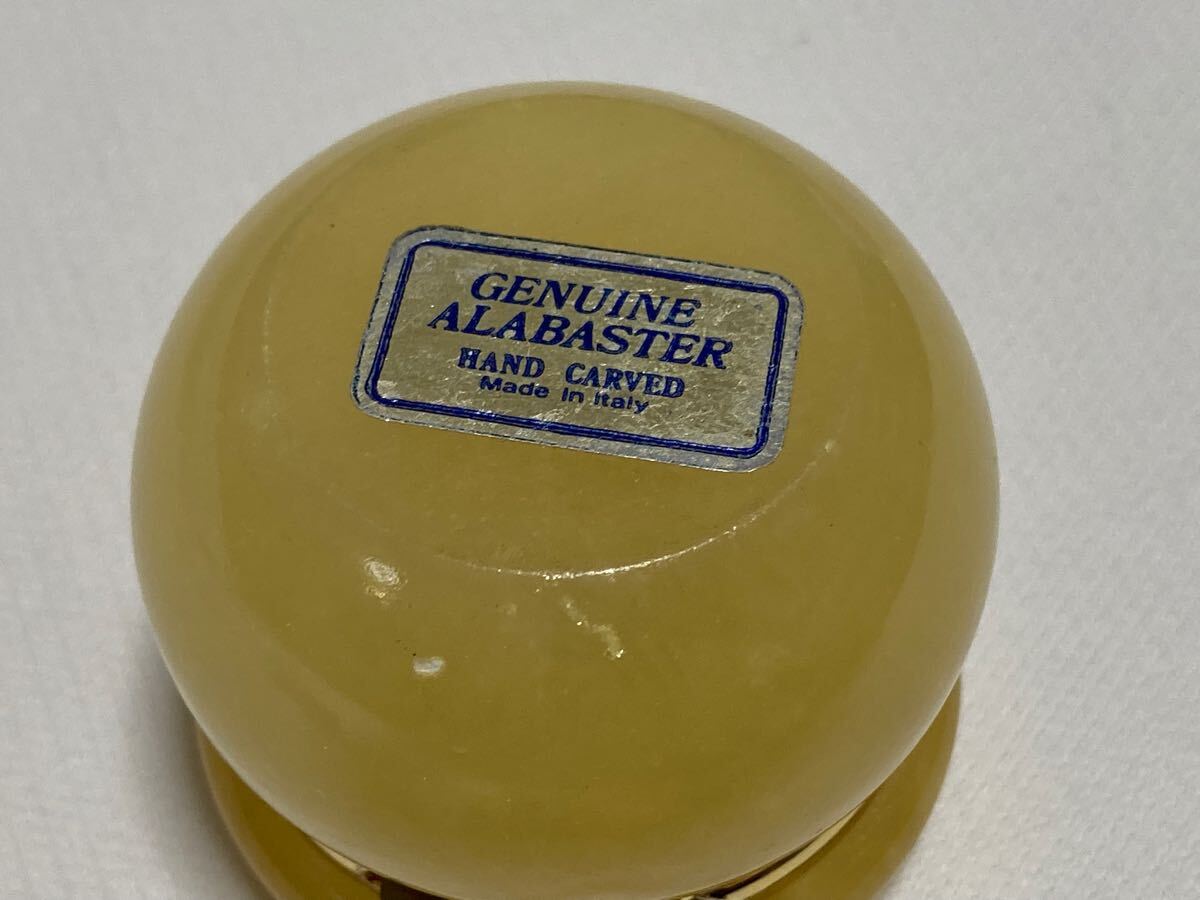 GENUINE
ALABASTER
HAND CARVED
Made in Italy